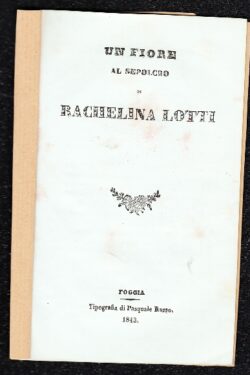 UN FIORE
AL SEPOLCRO
DI
RACHELINA LOTTI
FOGGIA
Tipografia di Pasquale Russo.
1843.